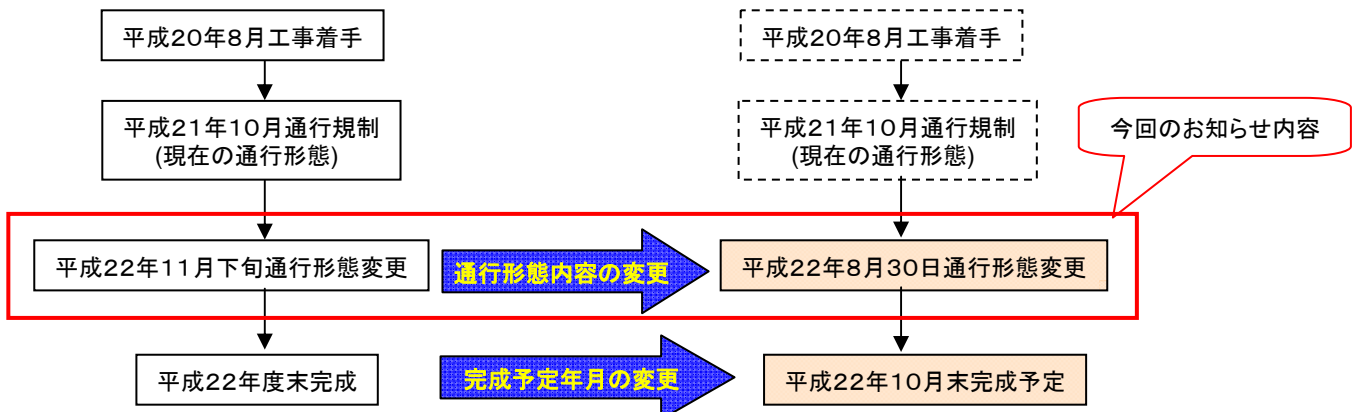 平成20年8月工事着手
平成20年8月工事着手
平成21年10月通行規制
(現在の通行形態)
平成21年10月通行規制
(現在の通行形態)
今回のお知らせ内容
平成22年11月下旬通行形態変更
通行形態内容の変更
平成22年8月30日通行形態変更
平成22年度末完成
完成予定年月の変更
平成22年10月末完成予定